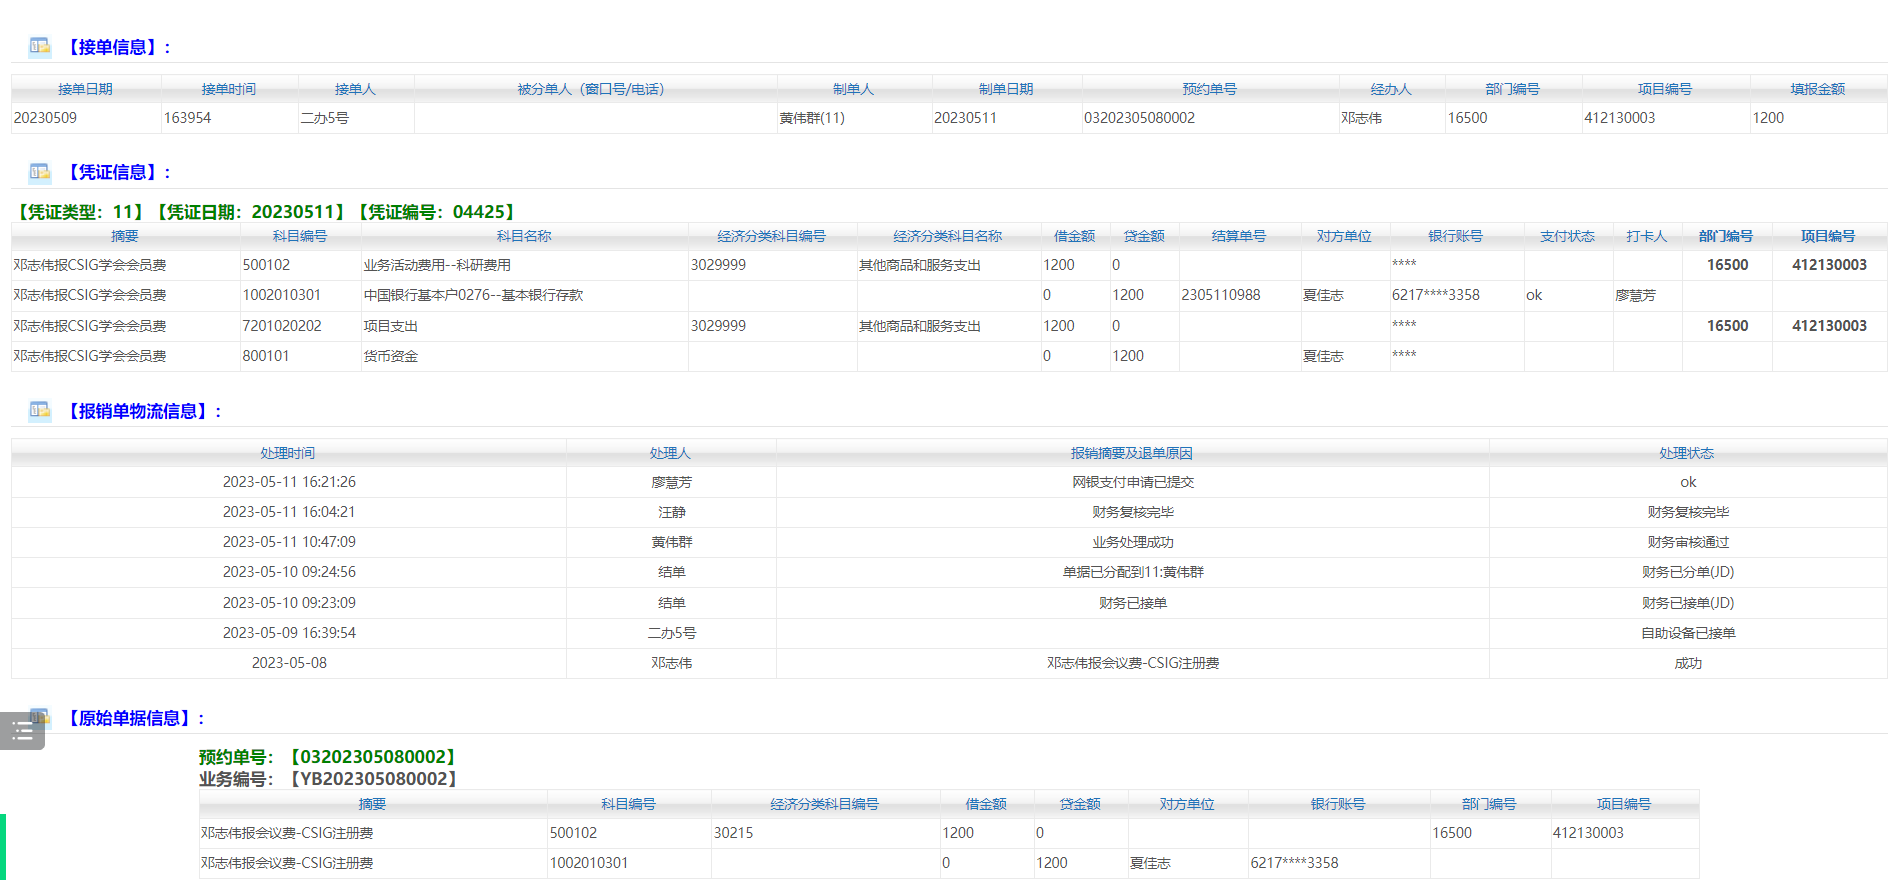 【接单信息】：
接单日期 接单时间 接单人 被分单人（窗口号/电话） 制单人 制单日期 预约单号 经办人 部门编号 项目编号 填报金额
20230509 163954 二办5号 黄伟群(11) 20230511 03202305080002 邓志伟 16500 412130003 1200
【凭证信息】：
【凭证类型：11】【凭证日期：20230511】【凭证编号：04425】
摘要 科目编号 科目名称 经济分类科目编号 经济分类科目名称 借金额 贷金额 结算单号 对方单位 银行账号 支付状态 打卡人 部门编号 项目编号
邓志伟报CSIG学会会员费 500102 业务活动费用--科研费用 3029999 其他商品和服务支出 1200 0 **** 16500 412130003
邓志伟报CSIG学会会员费 1002010301 中国银行基本户0276--基本银行存款 0 1200 2305110988 夏佳志 6217****3358 ok 廖慧芳
邓志伟报CSIG学会会员费 7201020202 项目支出 3029999 其他商品和服务支出 1200 0 **** 16500 412130003
邓志伟报CSIG学会会员费 800101 货币资金 0 1200 夏佳志 ****
【报销单物流信息】：
处理时间 处理人 报销摘要及退单原因 处理状态
2023-05-11 16:21:26 廖慧芳 网银支付申请已提交 ok
2023-05-11 16:04:21 汪静 财务复核完毕 财务复核完毕
2023-05-11 10:47:09 黄伟群 业务处理成功 财务审核通过
2023-05-10 09:24:56 结单 单据已分配到11:黄伟群 财务已分单(JD)
2023-05-10 09:23:09 结单 财务已接单 财务已接单(JD)
2023-05-09 16:39:54 二办5号 自助设备已接单
2023-05-08 邓志伟 邓志伟报会议费-CSIG注册费 成功
【原始单据信息】：
预约单号：【03202305080002】
业务编号：【YB202305080002】
摘要 科目编号 经济分类科目编号 借金额 贷金额 对方单位 银行账号 部门编号 项目编号
邓志伟报会议费-CSIG注册费 500102 30215 1200 0 16500 412130003
邓志伟报会议费-CSIG注册费 1002010301 0 1200 夏佳志 6217****3358